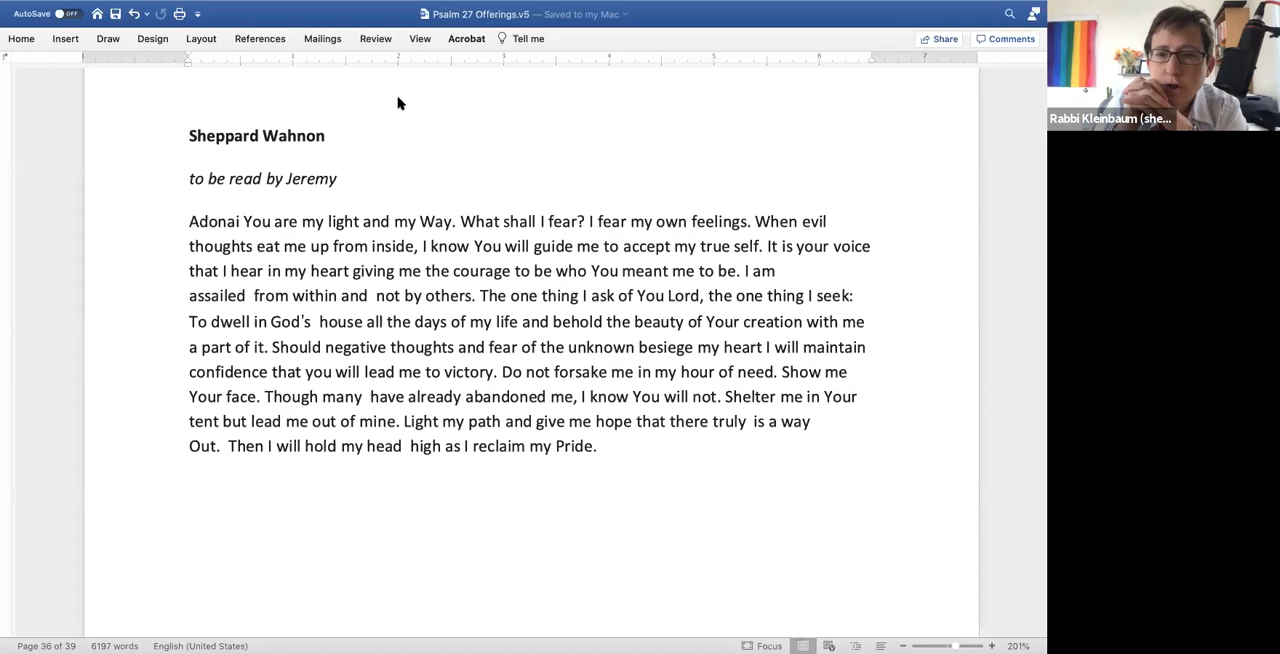 AutoSave OFF
Psalm 27 Offerings.v5 — Saved to my Mac
Home Insert Draw Design Layout References Mailings Review View Acrobat Tell me Share Comments
1 1 2 3 4 5 6 7
Sheppard Wahnon
to be read by Jeremy
Adonai You are my light and my Way. What shall I fear? I fear my own feelings. When evil
thoughts eat me up from inside, I know You will guide me to accept my true self. It is your voice
that I hear in my heart giving me the courage to be who You meant me to be. I am
assailed  from within and  not by others. The one thing I ask of You Lord, the one thing I seek:
To dwell in God's  house all the days of my life and behold the beauty of Your creation with me
a part of it. Should negative thoughts and fear of the unknown besiege my heart I will maintain
confidence that you will lead me to victory. Do not forsake me in my hour of need. Show me
Your face. Though many  have already abandoned me, I know You will not. Shelter me in Your
tent but lead me out of mine. Light my path and give me hope that there truly  is a way
Out.  Then I will hold my head  high as I reclaim my Pride.
Page 36 of 39 6197 words English (United States) Focus 201%
Rabbi Kleinbaum (she...